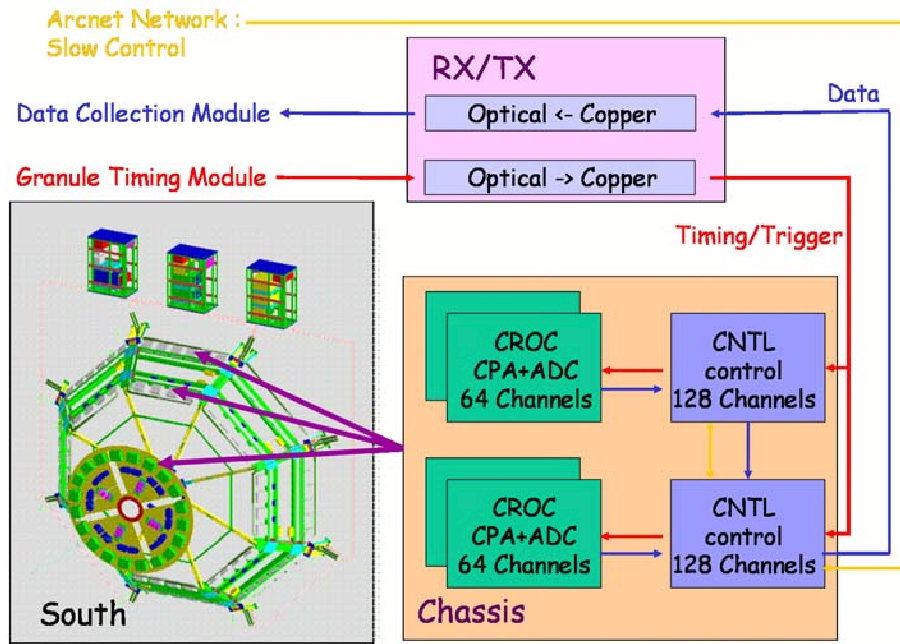 Arcnet Network :
Slow Control
RX/TX
Data Collection Module
Optical <- Copper
Data
Granule Timing Module
Optical -> Copper
Timing/Trigger
CROC
CPA+ADC
64 Channels
CNTL
control
128 Channels
CROC
CPA+ADC
64 Channels
CNTL
control
128 Channels
South
Chassis